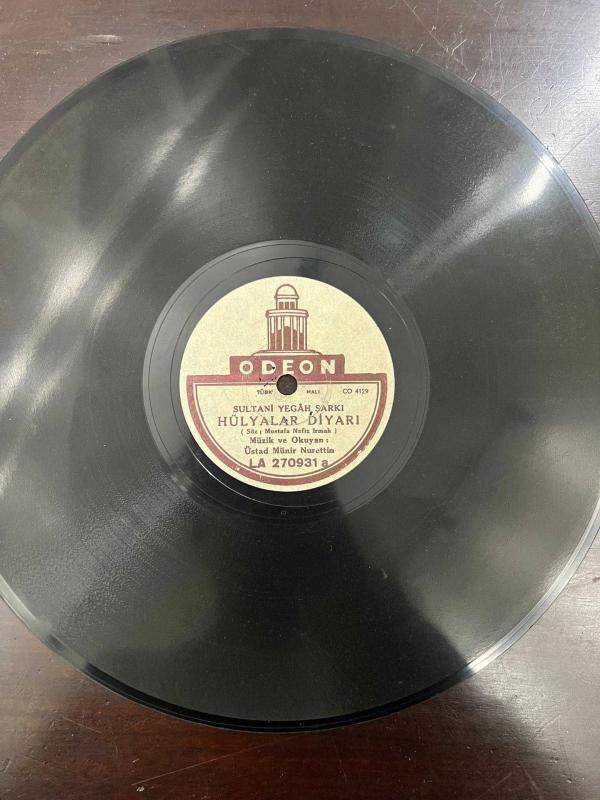 ODEON
TÜRK MALI CO 4129
SULTANİ YEGÂH ŞARKI
HÜLYALAR DİYARI
( Söz ; Mustafa Nafiz Irmak )
Müzik ve Okuyan :
Üstad Münir Nurettin
LA 270931 a